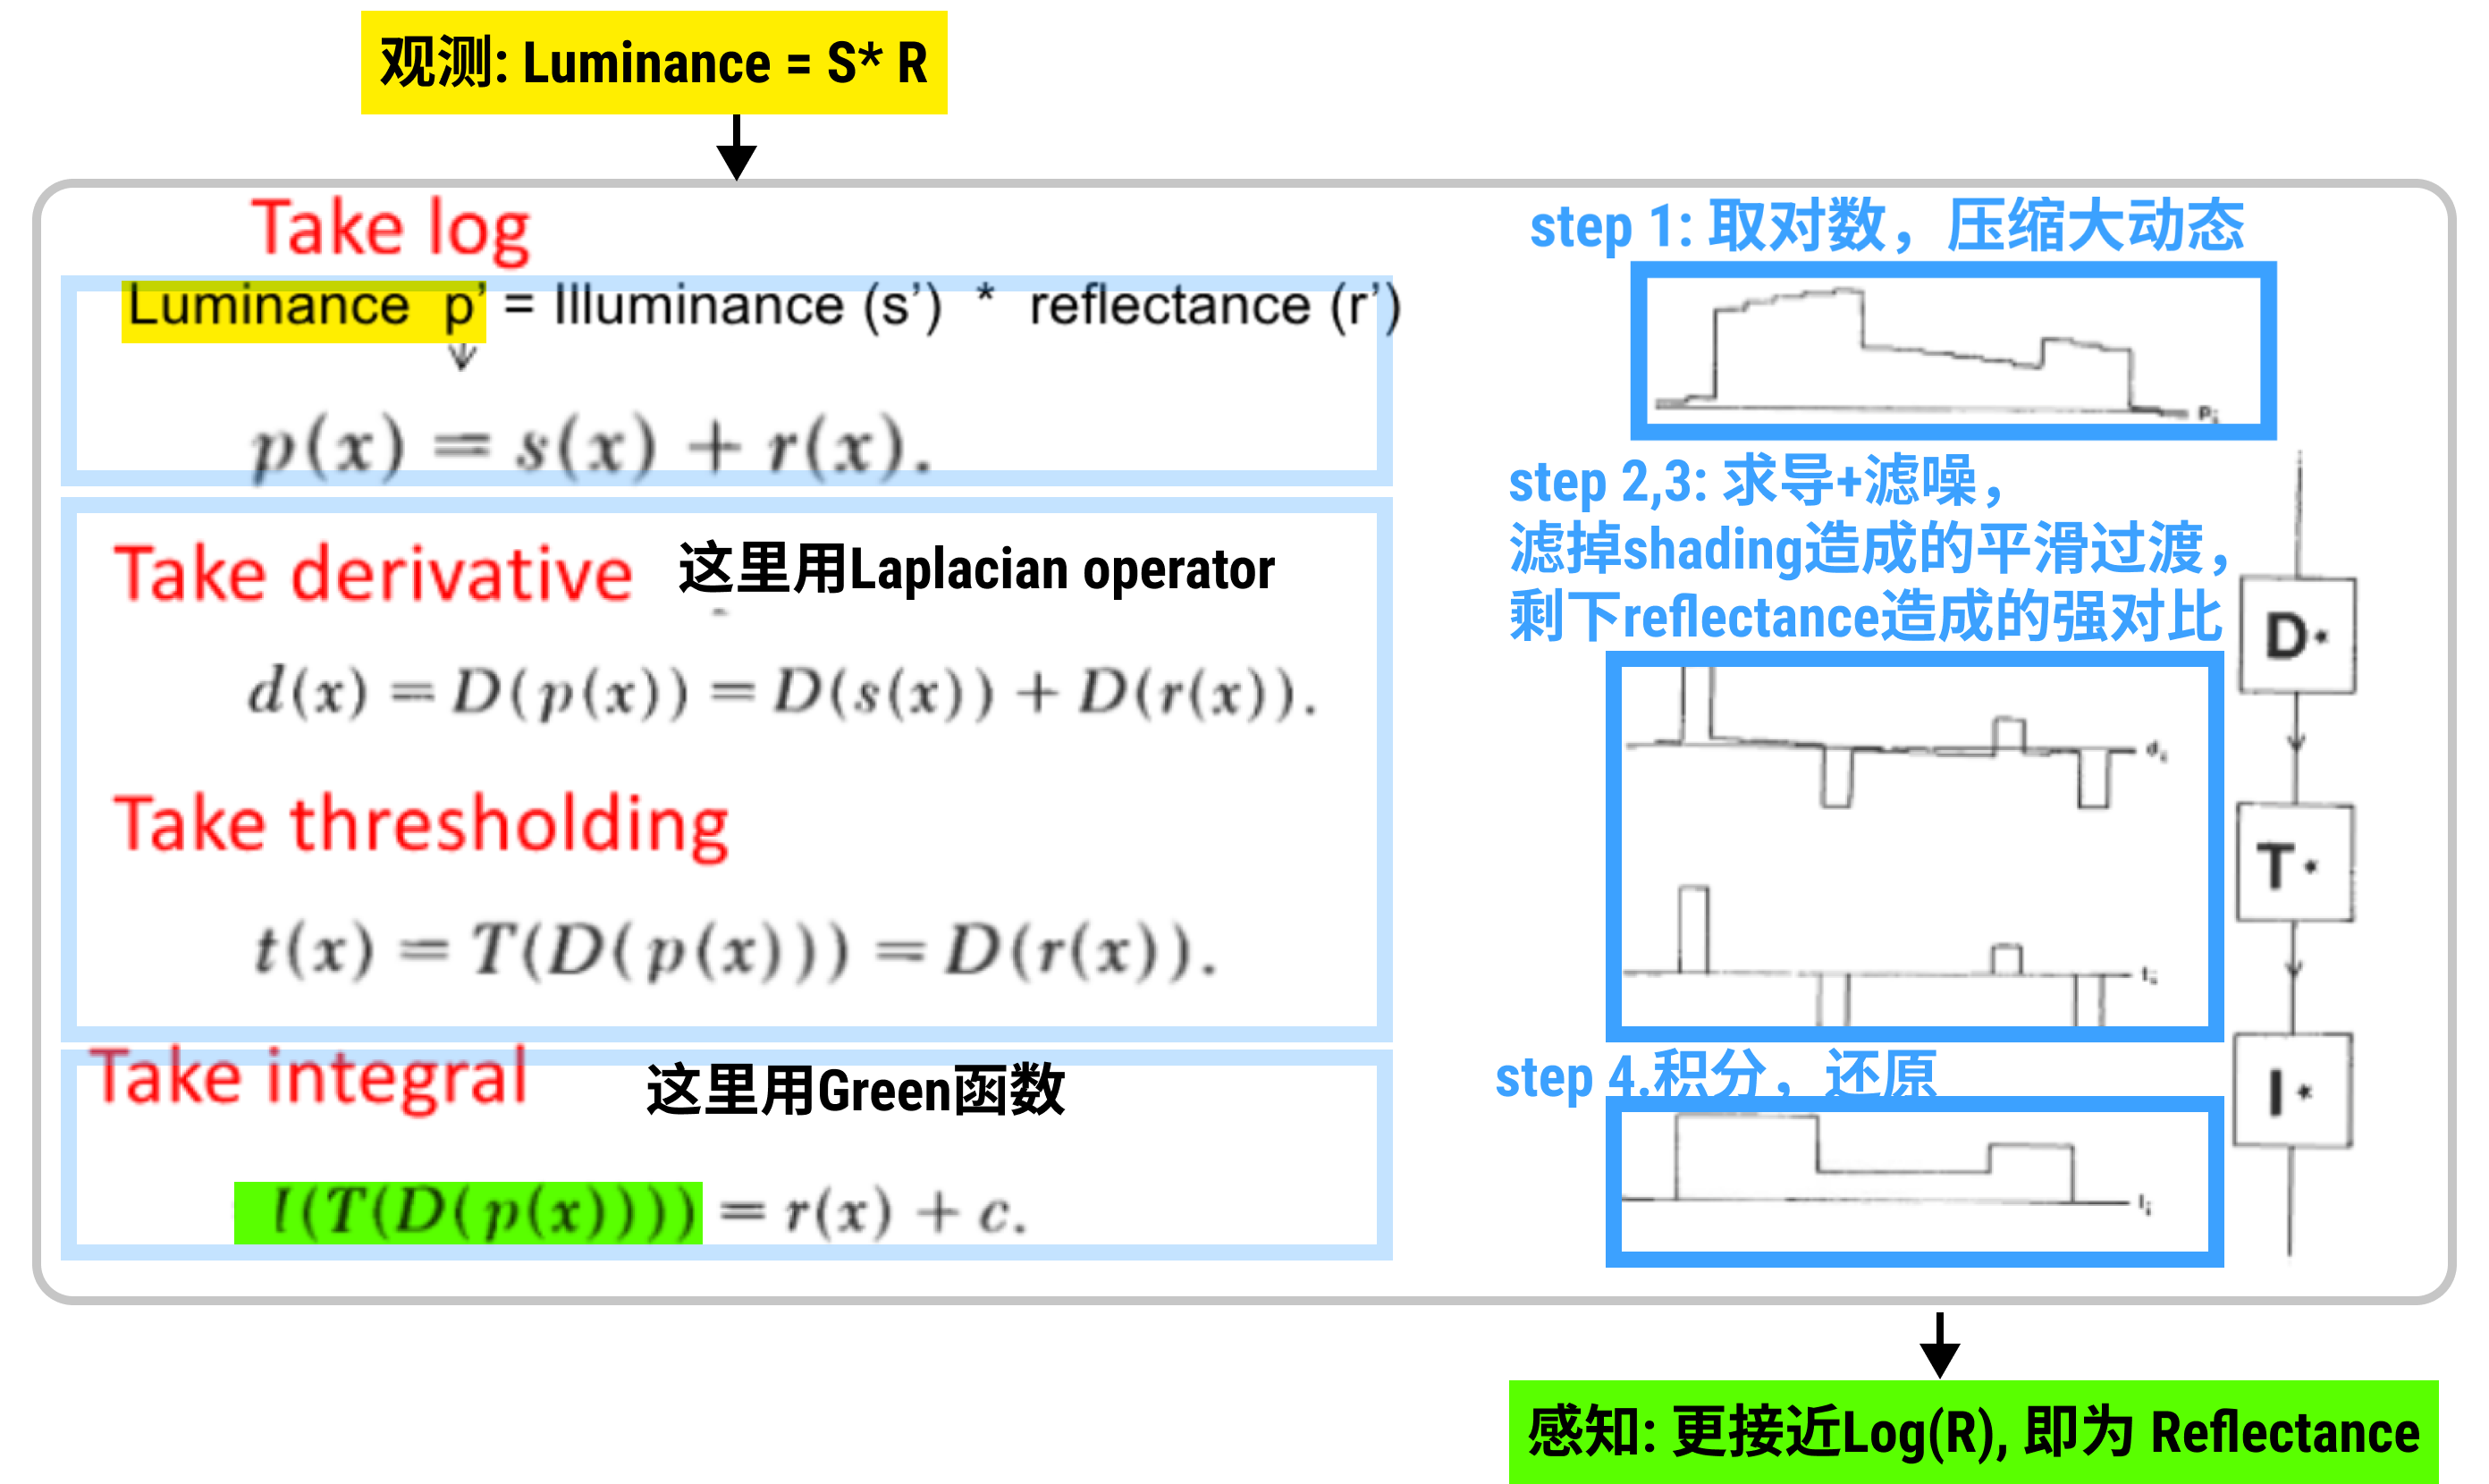 观测: Luminance = S* R
Take log
Luminance p’ = Illuminance (s’) * reflectance (r’)
p(x) = s(x) + r(x).
Take derivative 这里用Laplacian operator
d(x) = D(p(x)) = D(s(x)) + D(r(x)).
Take thresholding
t(x) = T(D(p(x))) = D(r(x)).
Take integral 这里用Green函数
l(T(D(p(x)))) = r(x) + c.
step 1: 取对数，压缩大动态
Pi
step 2,3: 求导+滤噪，
滤掉shading造成的平滑过渡，
剩下reflectance造成的强对比
di
ti
step 4.积分，还原
li
D*
T*
I*
感知: 更接近Log(R), 即为 Reflectance